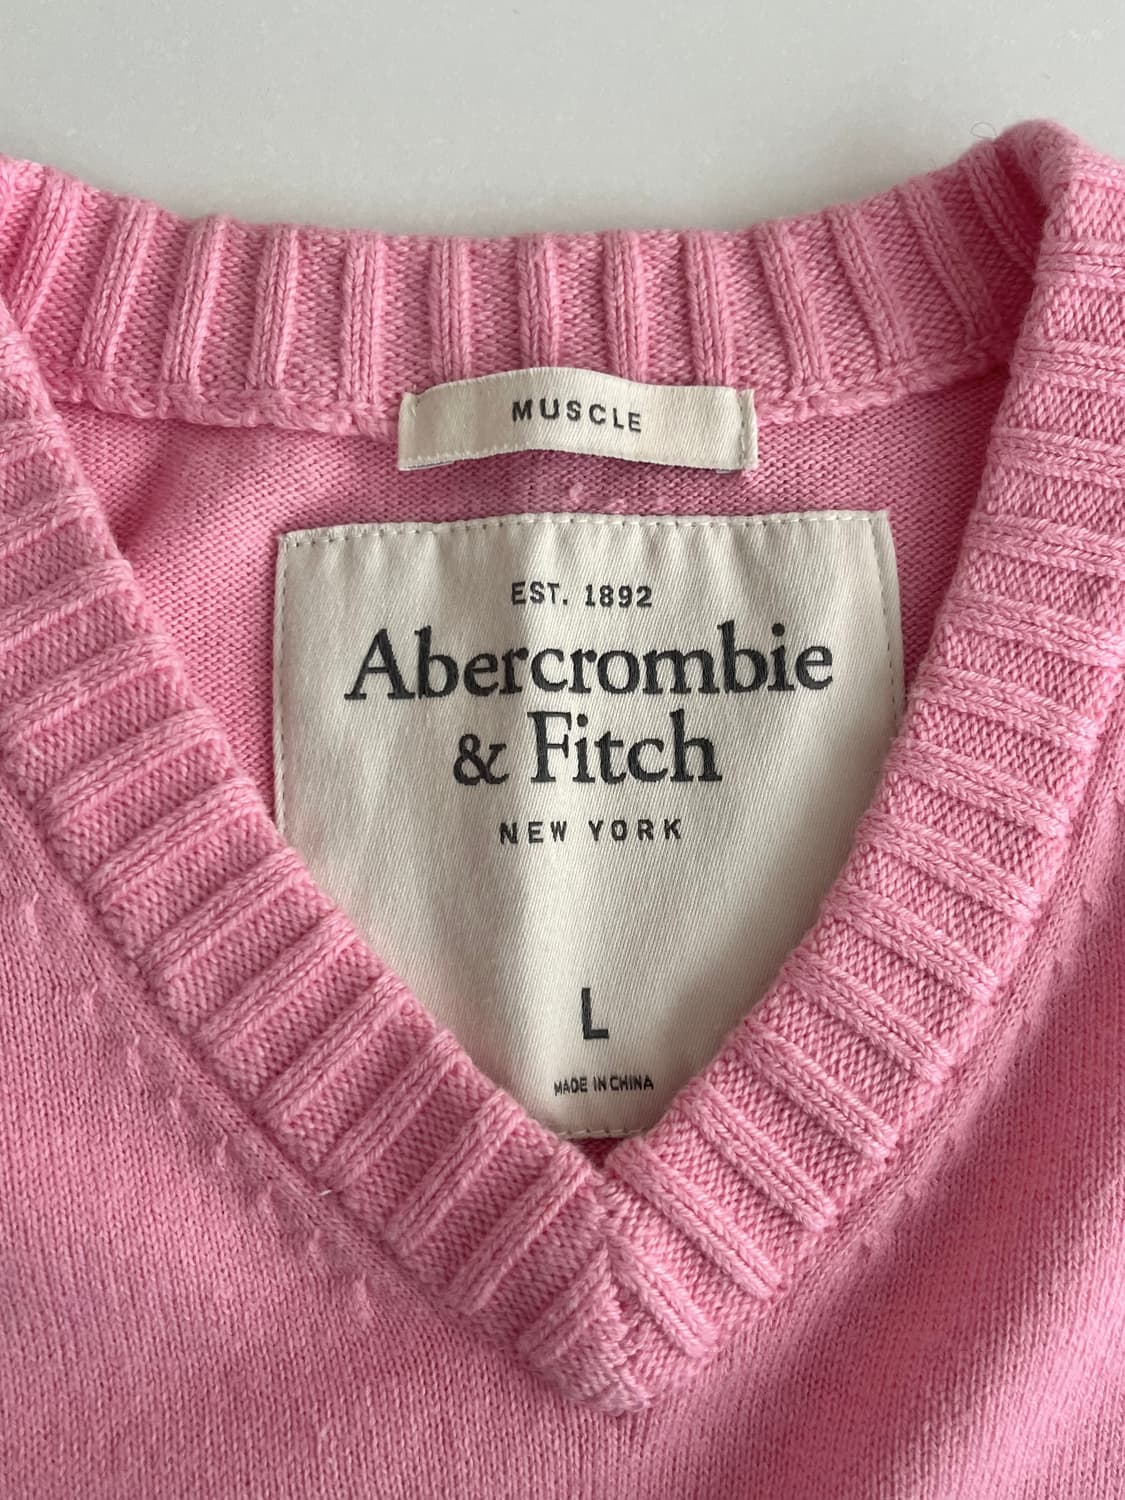 MUSCLE
EST. 1892
Abercrombie
& Fitch
NEW YORK
L
MADE IN CHINA